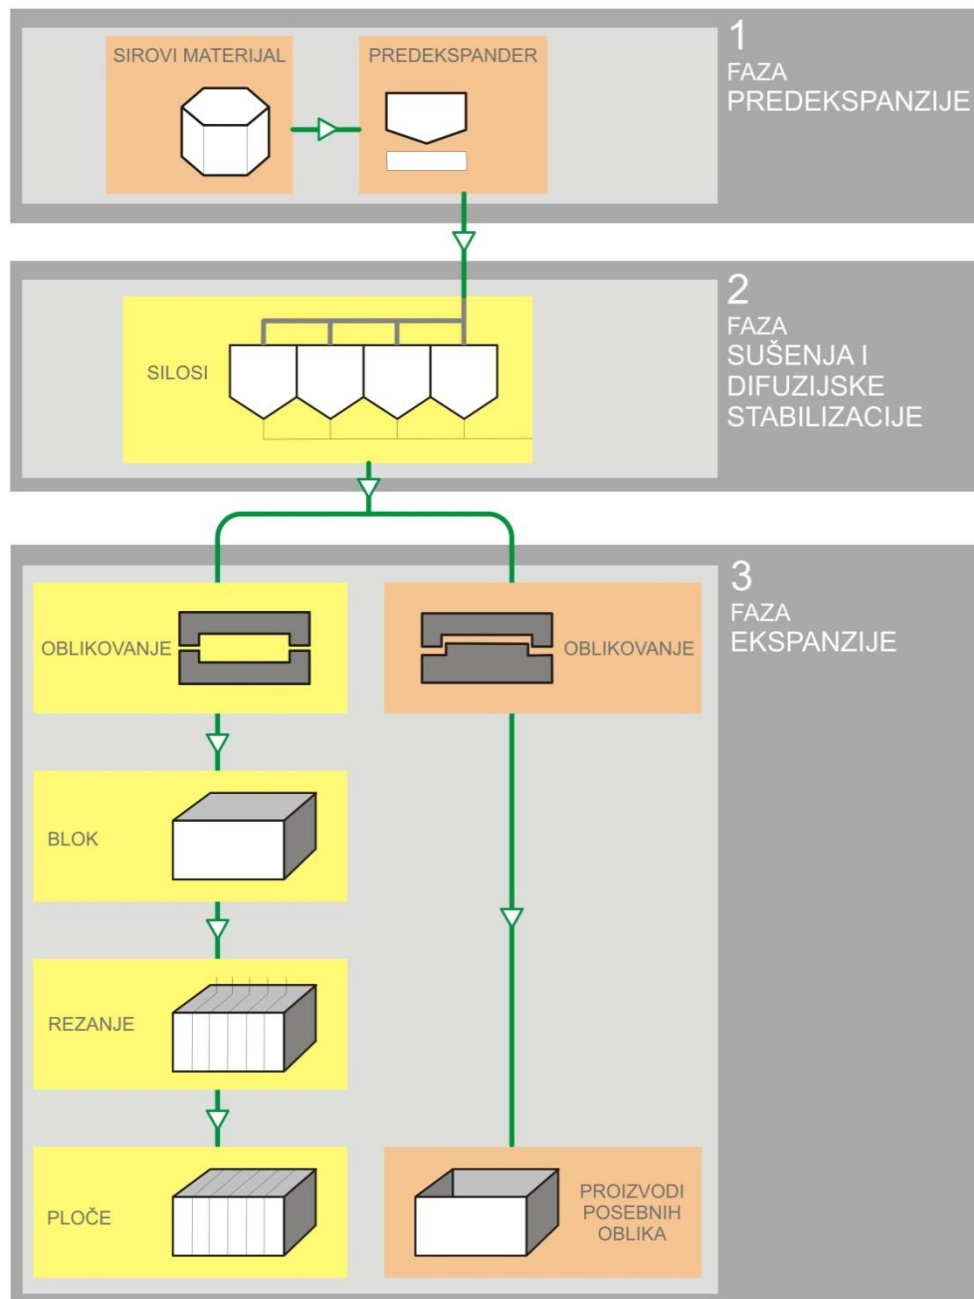 1
FAZA
PREDEKSPANZIJE
SIROVI MATERIJAL
PREDEKSPANDER
2
FAZA
SUŠENJA I
DIFUZIJSKE
STABILIZACIJE
SILOSI
3
FAZA
EKSPANZIJE
OBLIKOVANJE
OBLIKOVANJE
BLOK
REZANJE
PLOČE
PROIZVODI
POSEBNIH
OBLIKA